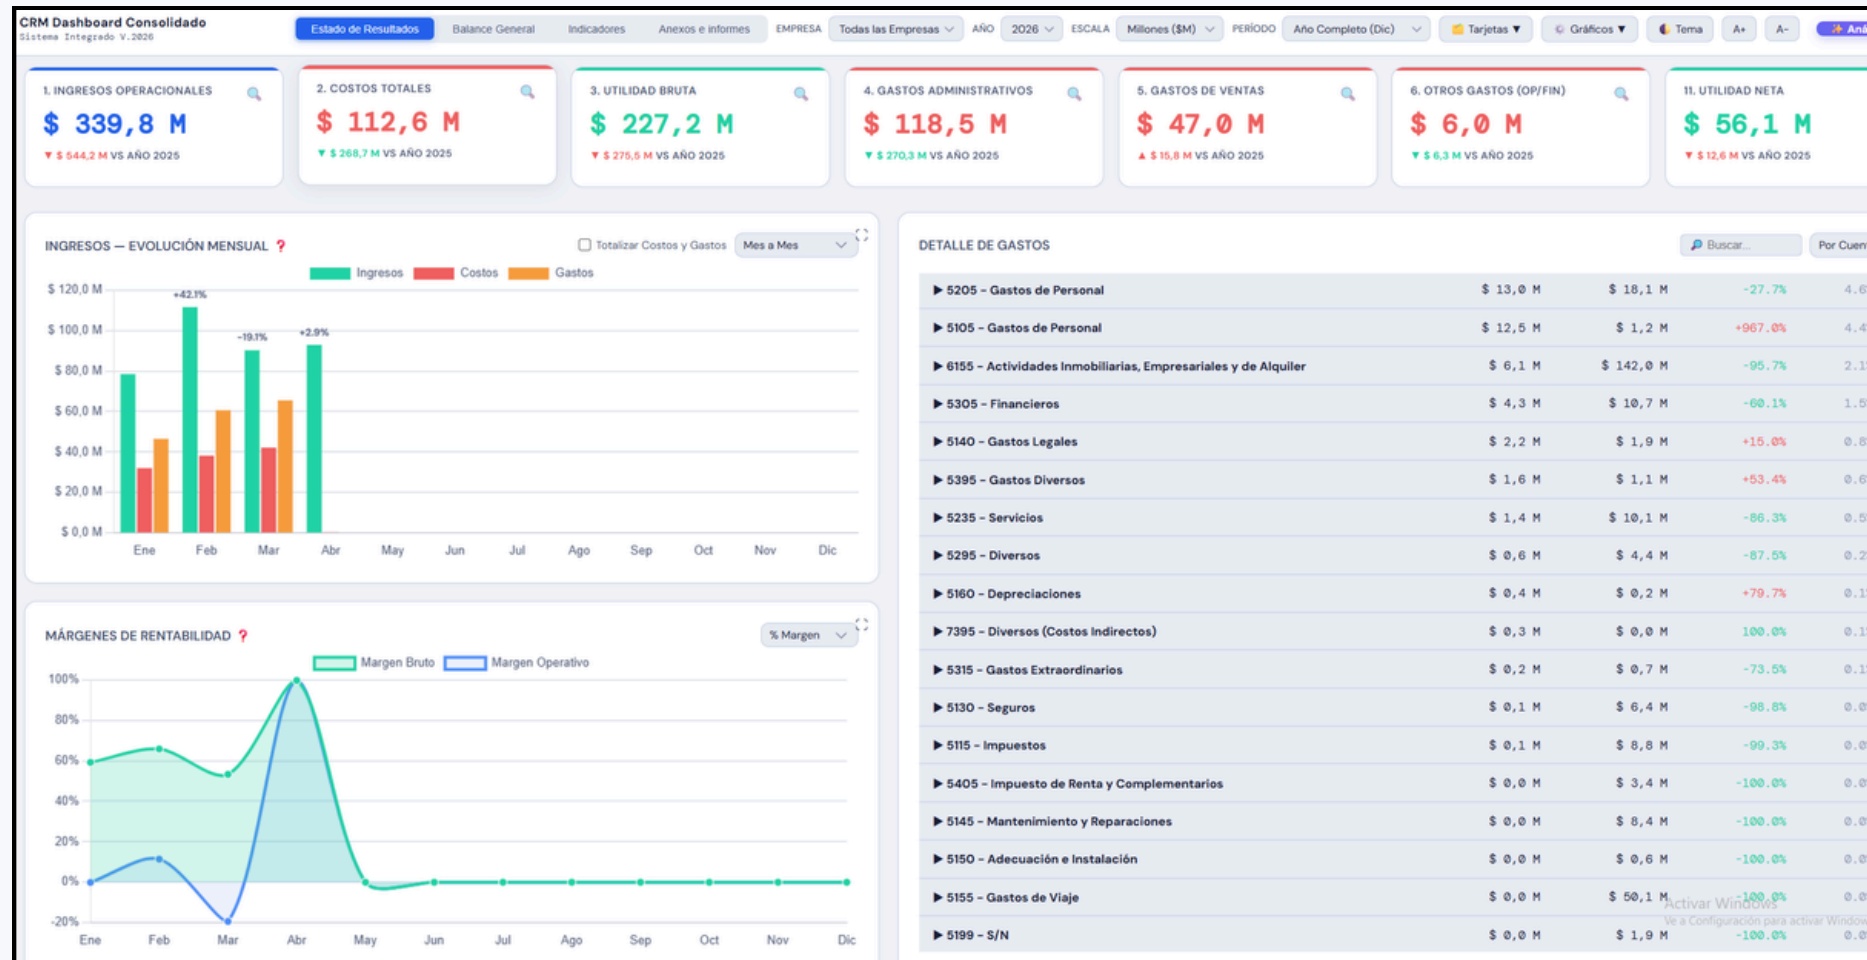 CRM Dashboard Consolidado
Sistema Integrado V.2026
Estado de Resultados Balance General Indicadores Anexos e informes EMPRESA Todas las Empresas AÑO 2026 ESCALA Millones ($M) PERÍODO Año Completo (Dic) Tarjetas ▼ Gráficos ▼ Tema A+ A-
1. INGRESOS OPERACIONALES
$ 339,8 M
▼ $ 544,2 M VS AÑO 2025
2. COSTOS TOTALES
$ 112,6 M
▼ $ 268,7 M VS AÑO 2025
3. UTILIDAD BRUTA
$ 227,2 M
▼ $ 275,5 M VS AÑO 2025
4. GASTOS ADMINISTRATIVOS
$ 118,5 M
▼ $ 270,3 M VS AÑO 2025
5. GASTOS DE VENTAS
$ 47,0 M
▲ $ 15,8 M VS AÑO 2025
6. OTROS GASTOS (OP/FIN)
$ 6,0 M
▼ $ 6,3 M VS AÑO 2025
11. UTILIDAD NETA
$ 56,1 M
▼ $ 12,6 M VS AÑO 2025
INGRESOS — EVOLUCIÓN MENSUAL ❓
Totalizar Costos y Gastos Mes a Mes
Ingresos Costos Gastos
$ 120,0 M
$ 100,0 M
$ 80,0 M
$ 60,0 M
$ 40,0 M
$ 20,0 M
$ 0,0 M
+42.1%
-19.1%
+2.9%
Ene Feb Mar Abr May Jun Jul Ago Sep Oct Nov Dic
MÁRGENES DE RENTABILIDAD ❓
% Margen
Margen Bruto Margen Operativo
100%
80%
60%
40%
20%
0%
-20%
Ene Feb Mar Abr May Jun Jul Ago Sep Oct Nov Dic
DETALLE DE GASTOS
Buscar...
Por
▶ 5205 - Gastos de Personal $ 13,0 M $ 18,1 M -27.7%
▶ 5105 - Gastos de Personal $ 12,5 M $ 1,2 M +967.0%
▶ 6155 - Actividades Inmobiliarias, Empresariales y de Alquiler $ 6,1 M $ 142,0 M -95.7%
▶ 5305 - Financieros $ 4,3 M $ 10,7 M -60.1%
▶ 5140 - Gastos Legales $ 2,2 M $ 1,9 M +15.0%
▶ 5395 - Gastos Diversos $ 1,6 M $ 1,1 M +53.4%
▶ 5235 - Servicios $ 1,4 M $ 10,1 M -86.3%
▶ 5295 - Diversos $ 0,6 M $ 4,4 M -87.5%
▶ 5160 - Depreciaciones $ 0,4 M $ 0,2 M +79.7%
▶ 7395 - Diversos (Costos Indirectos) $ 0,3 M $ 0,0 M 100.0%
▶ 5315 - Gastos Extraordinarios $ 0,2 M $ 0,7 M -73.5%
▶ 5130 - Seguros $ 0,1 M $ 6,4 M -98.8%
▶ 5115 - Impuestos $ 0,1 M $ 8,8 M -99.3%
▶ 5405 - Impuesto de Renta y Complementarios $ 0,0 M $ 3,4 M -100.0%
▶ 5145 - Mantenimiento y Reparaciones $ 0,0 M $ 8,4 M -100.0%
▶ 5150 - Adecuación e Instalación $ 0,0 M $ 0,6 M -100.0%
▶ 5155 - Gastos de Viaje $ 0,0 M $ 50,1 M -100.0%
▶ 5199 - S/N $ 0,0 M $ 1,9 M -100.0%
Activar Windows
Ve a Configuración para activar Windows